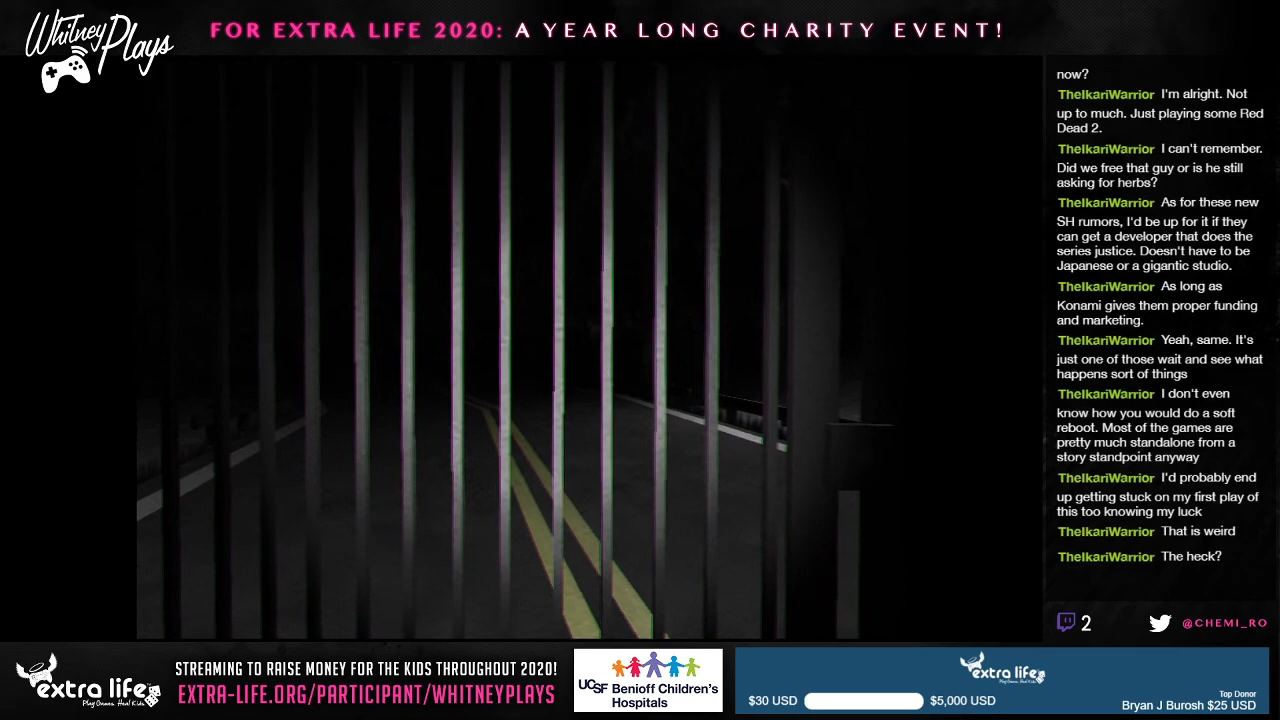 Whitney Plays
FOR EXTRA LIFE 2020: A YEAR LONG CHARITY EVENT!
now?
TheIkariWarrior I'm alright. Not
up to much. Just playing some Red
Dead 2.
TheIkariWarrior I can't remember.
Did we free that guy or is he still
asking for herbs?
TheIkariWarrior As for these new
SH rumors, I'd be up for it if they
can get a developer that does the
series justice. Doesn't have to be
Japanese or a gigantic studio.
TheIkariWarrior As long as
Konami gives them proper funding
and marketing.
TheIkariWarrior Yeah, same. It's
just one of those wait and see what
happens sort of things
TheIkariWarrior I don't even
know how you would do a soft
reboot. Most of the games are
pretty much standalone from a
story standpoint anyway
TheIkariWarrior I'd probably end
up getting stuck on my first play of
this too knowing my luck
TheIkariWarrior That is weird
TheIkariWarrior The heck?
2
@CHEMI_RO
extra life
Play Games. Heal Kids.
STREAMING TO RAISE MONEY FOR THE KIDS THROUGHOUT 2020!
EXTRA-LIFE.ORG/PARTICIPANT/WHITNEYPLAYS
UCSF Benioff Children's
Hospitals
extra life
$30 USD
$5,000 USD
Top Donor
Bryan J Burosh $25 USD